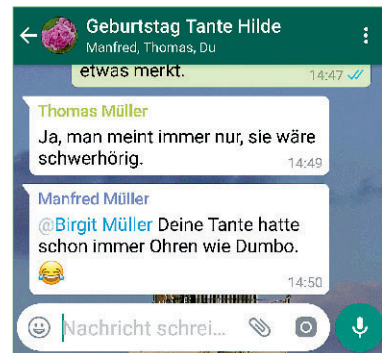 Geburtstag Tante Hilde
Manfred, Thomas, Du
etwas merkt.
14:47
Thomas Müller
Ja, man meint immer nur, sie wäre
schwerhörig.
14:49
Manfred Müller
@Birgit Müller Deine Tante hatte
schon immer Ohren wie Dumbo.
😂
14:50
Nachricht schrei...